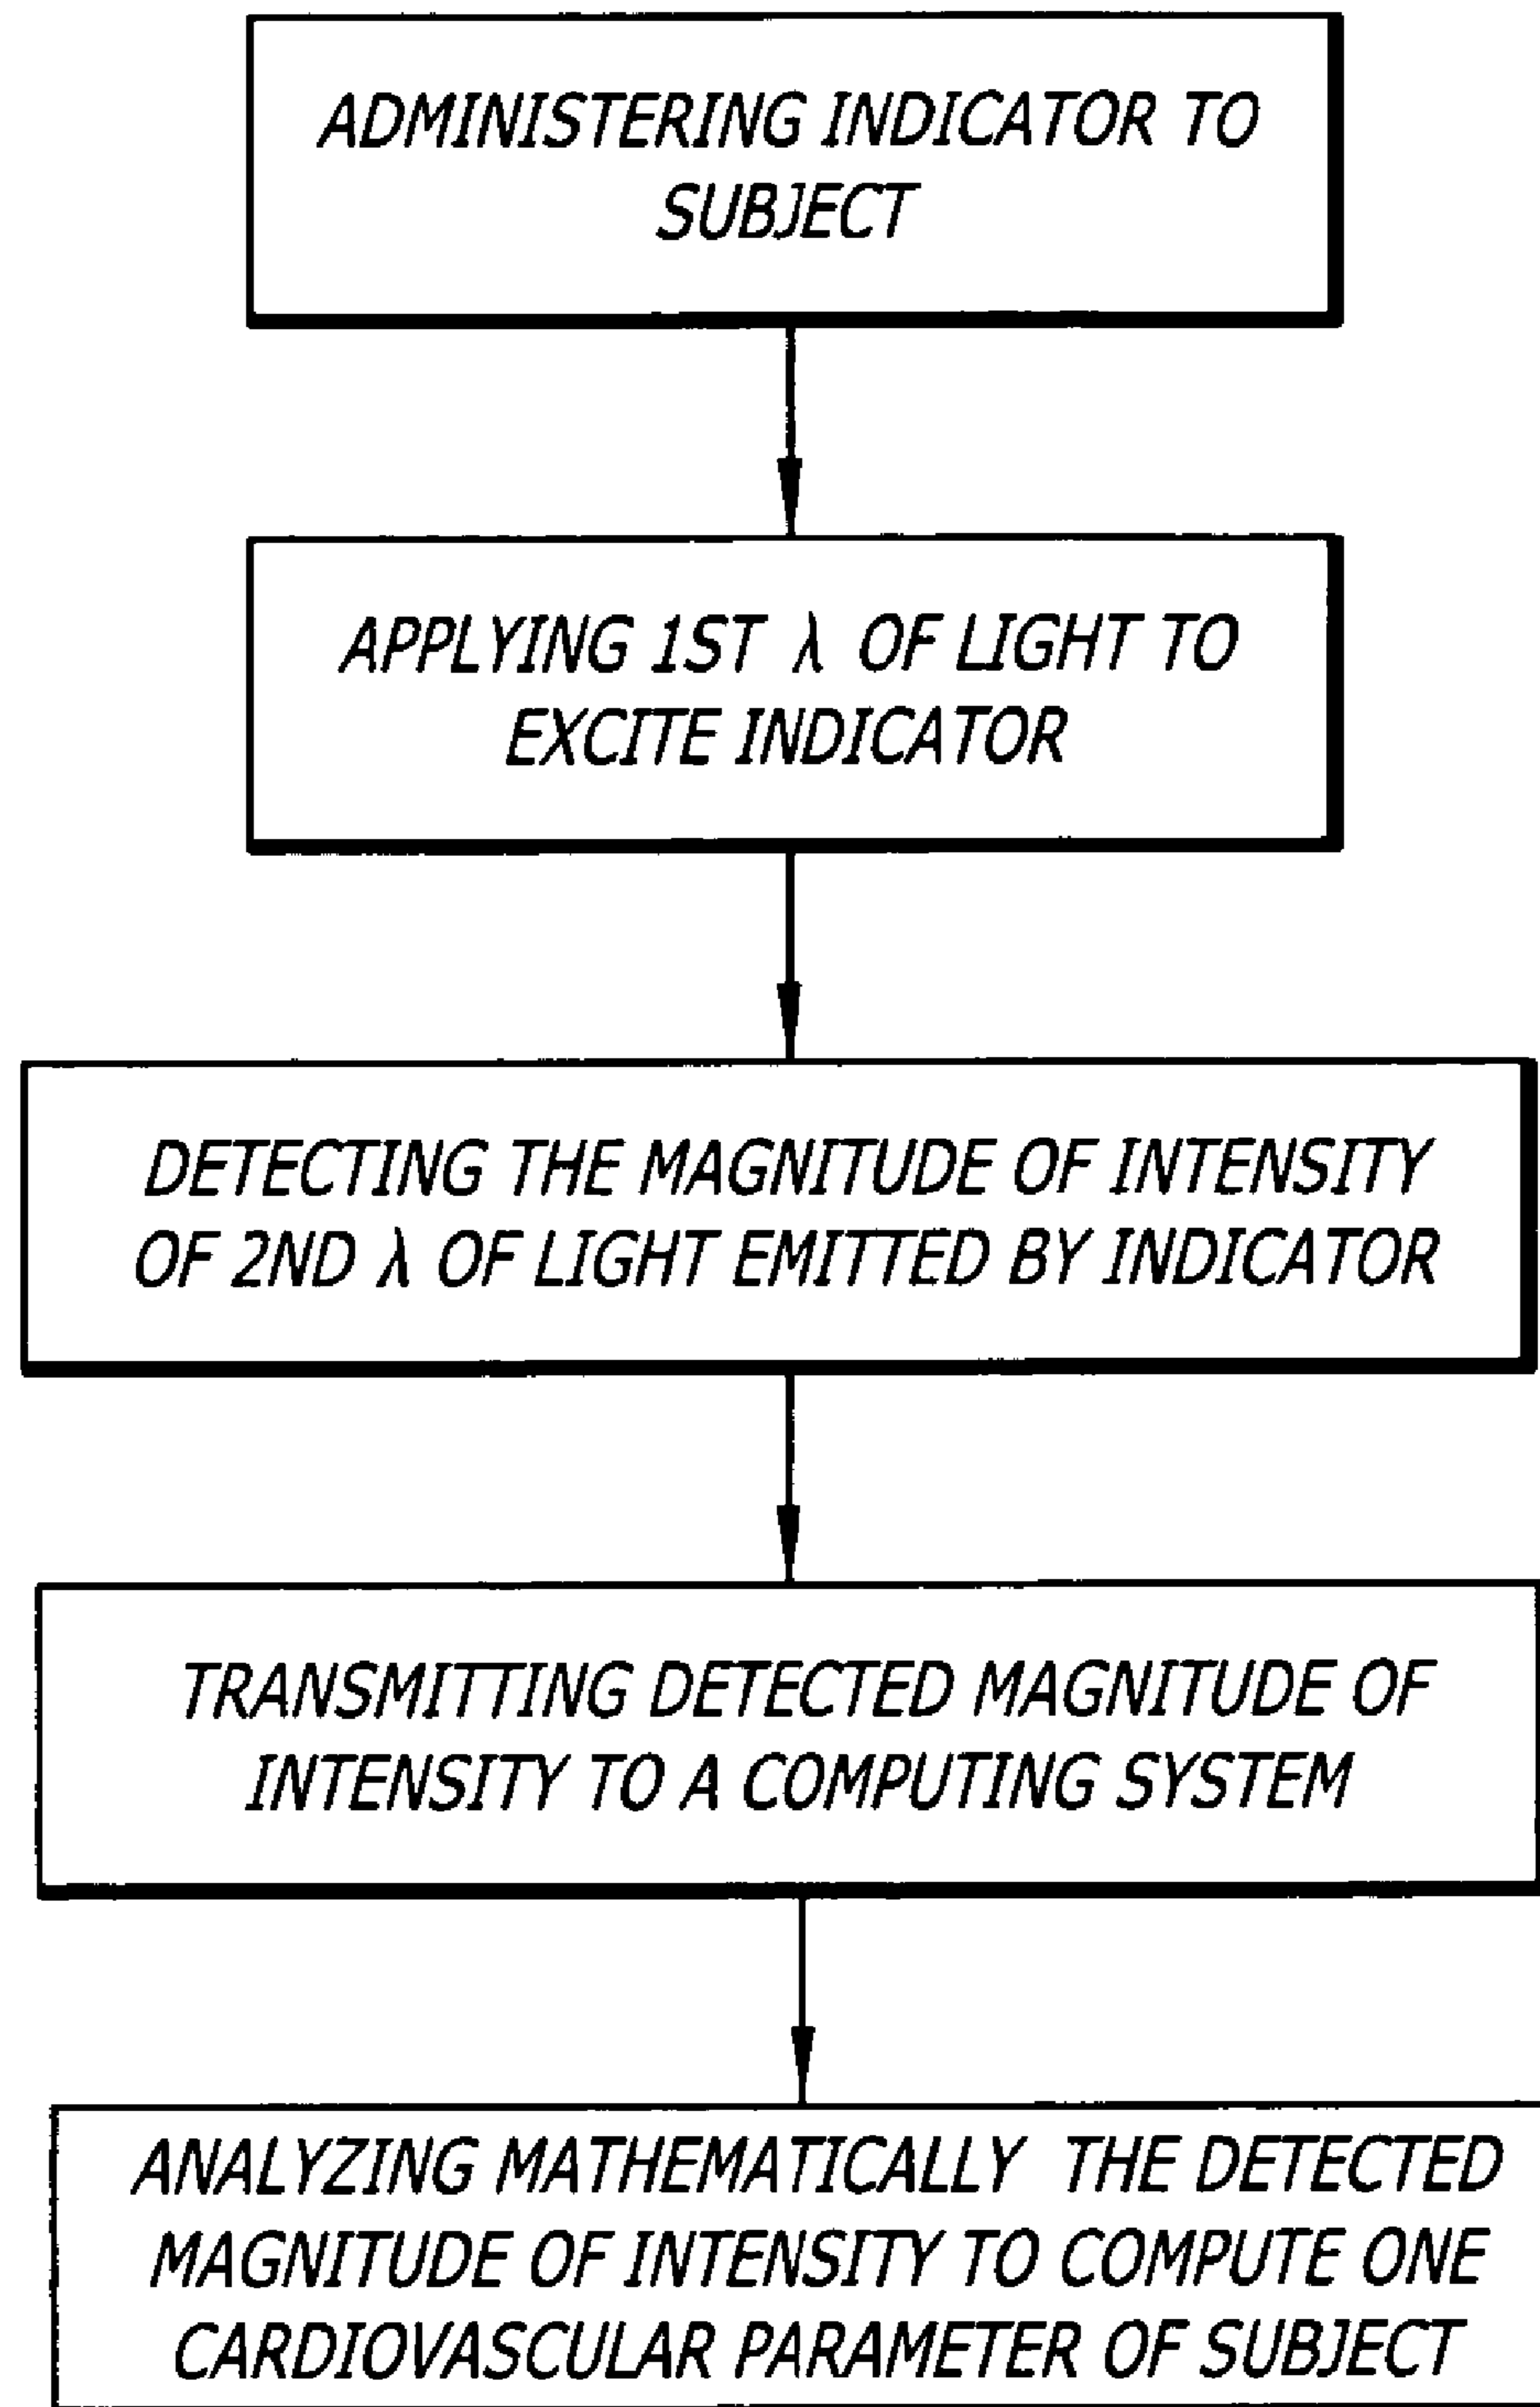 ADMINISTERING INDICATOR TO
SUBJECT
APPLYING 1ST λ OF LIGHT TO
EXCITE INDICATOR
DETECTING THE MAGNITUDE OF INTENSITY
OF 2ND λ OF LIGHT EMITTED BY INDICATOR
TRANSMITTING DETECTED MAGNITUDE OF
INTENSITY TO A COMPUTING SYSTEM
ANALYZING MATHEMATICALLY THE DETECTED
MAGNITUDE OF INTENSITY TO COMPUTE ONE
CARDIOVASCULAR PARAMETER OF SUBJECT